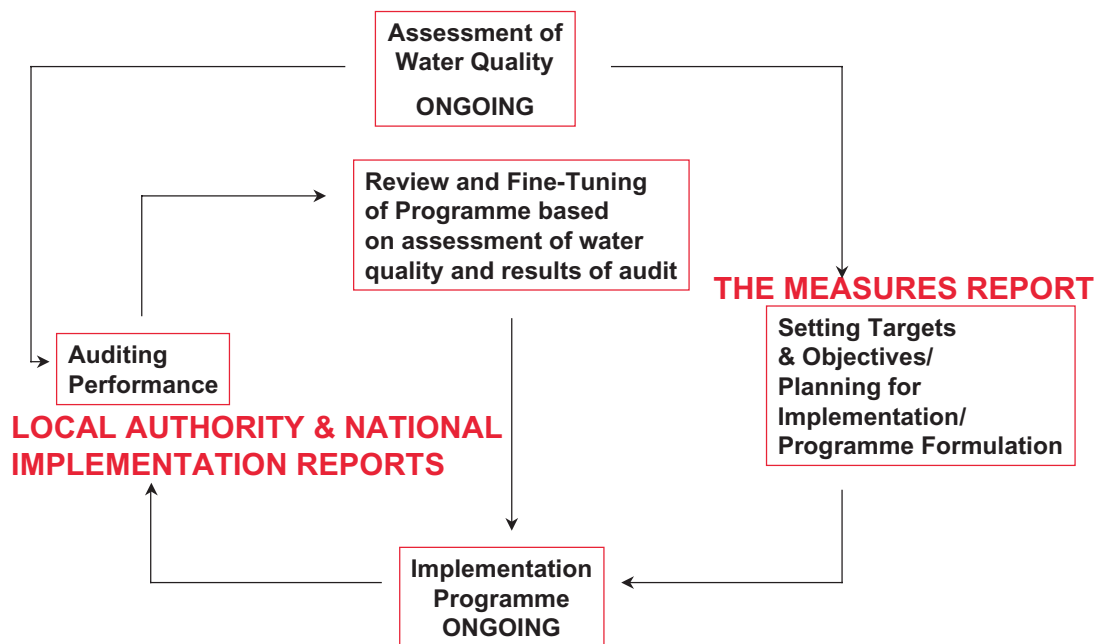 Assessment of
Water Quality
ONGOING
Review and Fine-Tuning
of Programme based
on assessment of water
quality and results of audit
THE MEASURES REPORT
Setting Targets
& Objectives/
Planning for
Implementation/
Programme Formulation
Auditing
Performance
LOCAL AUTHORITY & NATIONAL
IMPLEMENTATION REPORTS
Implementation
Programme
ONGOING